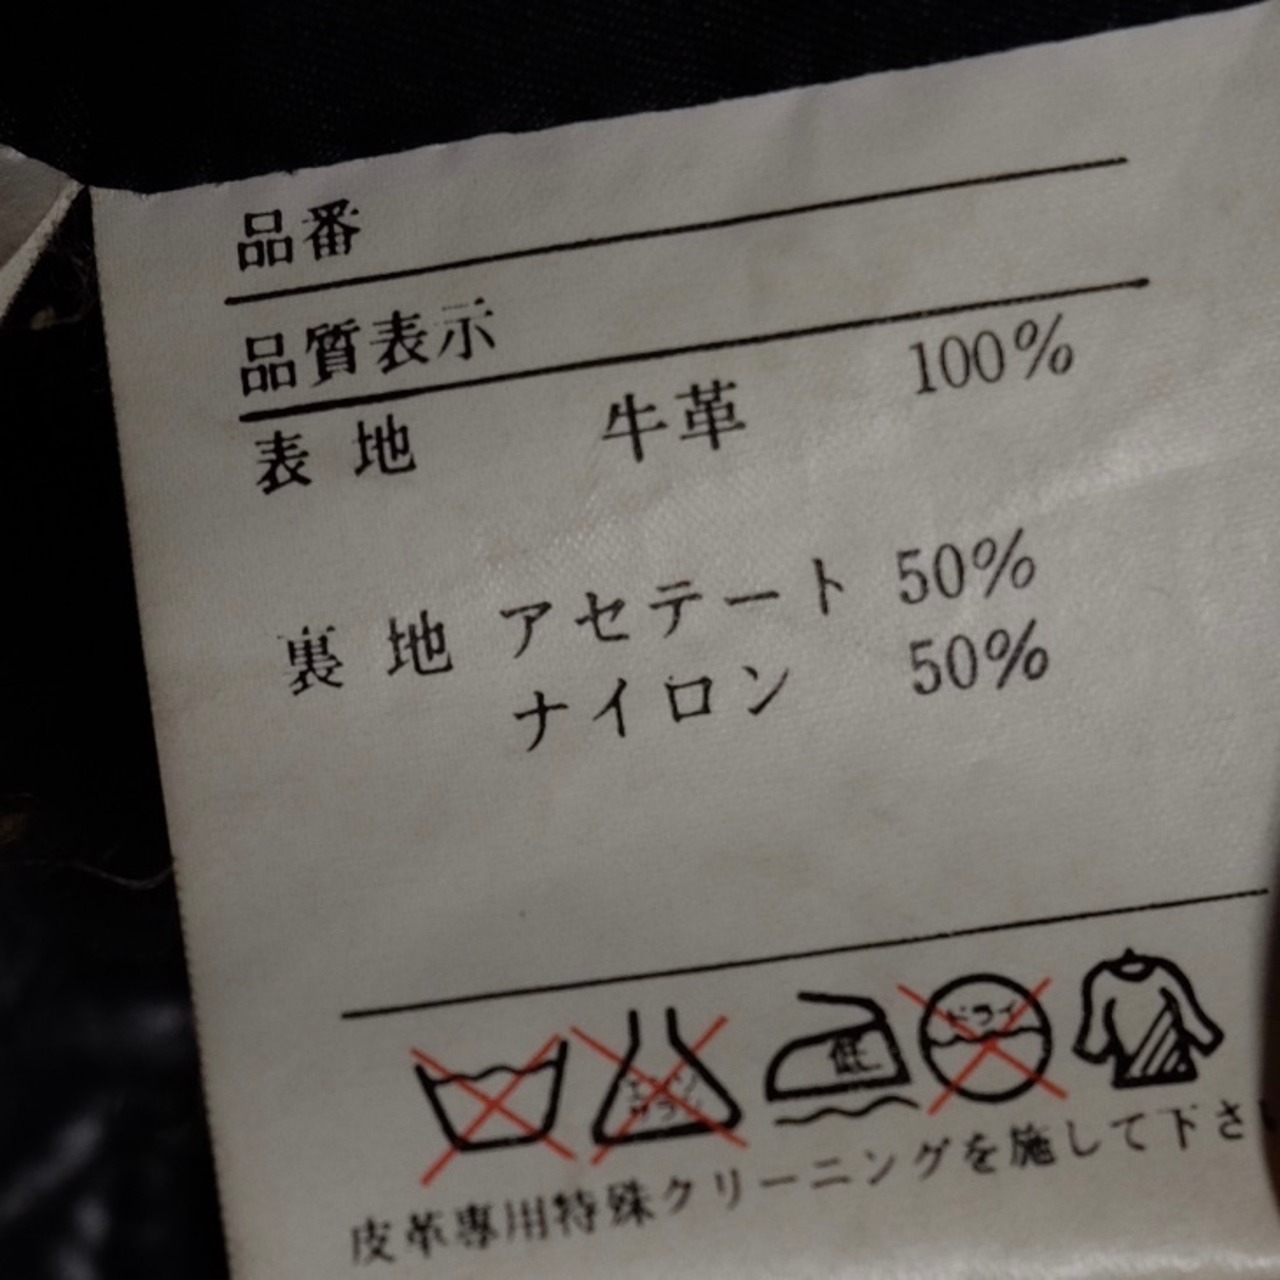 品番
品質表示
表地 牛革 100%
裏地 アセテート 50%
ナイロン 50%
低 ドライ
皮革専用特殊クリーニングを施して下さ